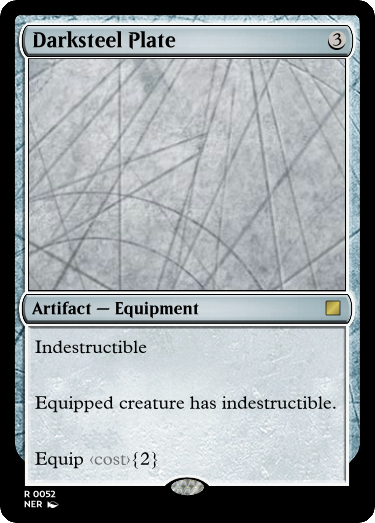 Darksteel Plate 3
Artifact — Equipment
Indestructible
Equipped creature has indestructible.
Equip ‹cost›{2}
R 0052
NER